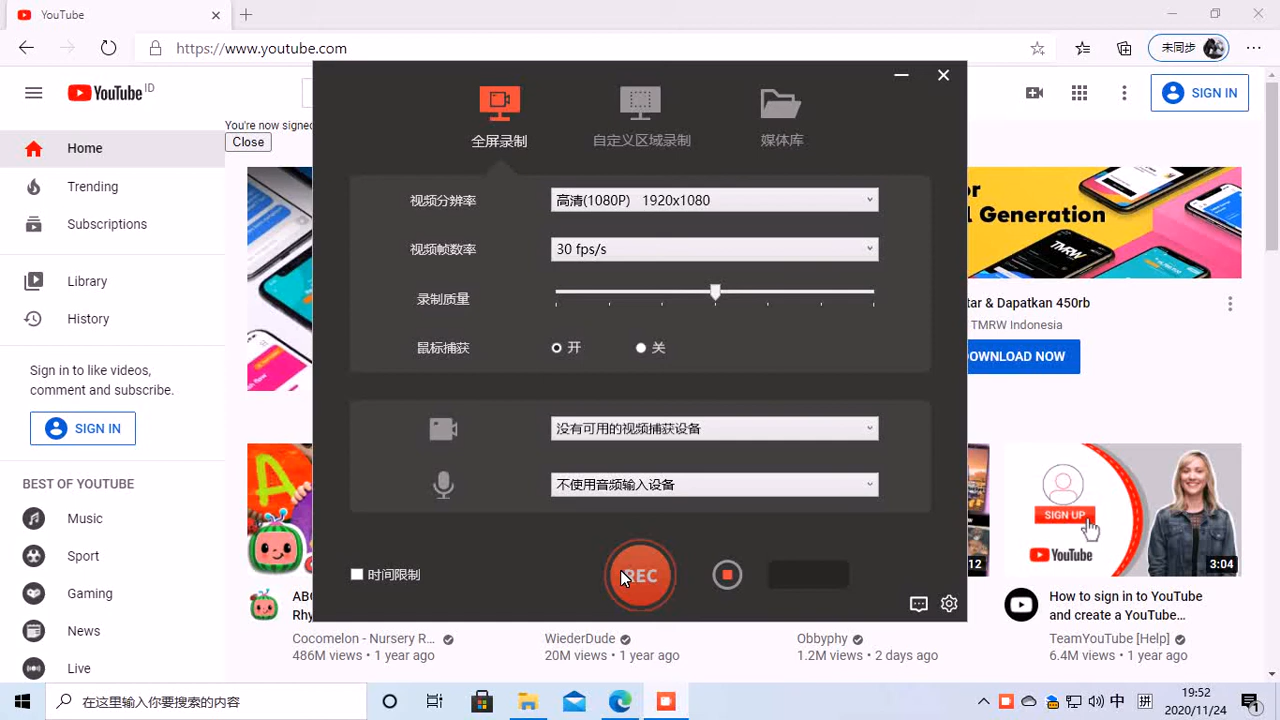 YouTube
https://www.youtube.com
未同步
YouTube ID
SIGN IN
You're now signed
Close
Home
Trending
Subscriptions
Library
History
Sign in to like videos,
comment and subscribe.
SIGN IN
BEST OF YOUTUBE
Music
Sport
Gaming
News
Live
全屏录制
自定义区域录制
媒体库
视频分辨率
高清(1080P) 1920x1080
视频帧数率
30 fps/s
录制质量
鼠标捕获
开
关
没有可用的视频捕获设备
不使用音频输入设备
时间限制
REC
or
l Generation
TMRW
tar & Dapatkan 450rb
TMRW Indonesia
OWNLOAD NOW
SIGN UP
YouTube
:12
3:04
How to sign in to YouTube
and create a YouTube...
TeamYouTube [Help]
6.4M views • 1 year ago
ABC
Rhy
Cocomelon - Nursery R...
486M views • 1 year ago
WiederDude
20M views • 1 year ago
Obbyphy
1.2M views • 2 days ago
在这里输入你要搜索的内容
中
拼
19:52
2020/11/24
1